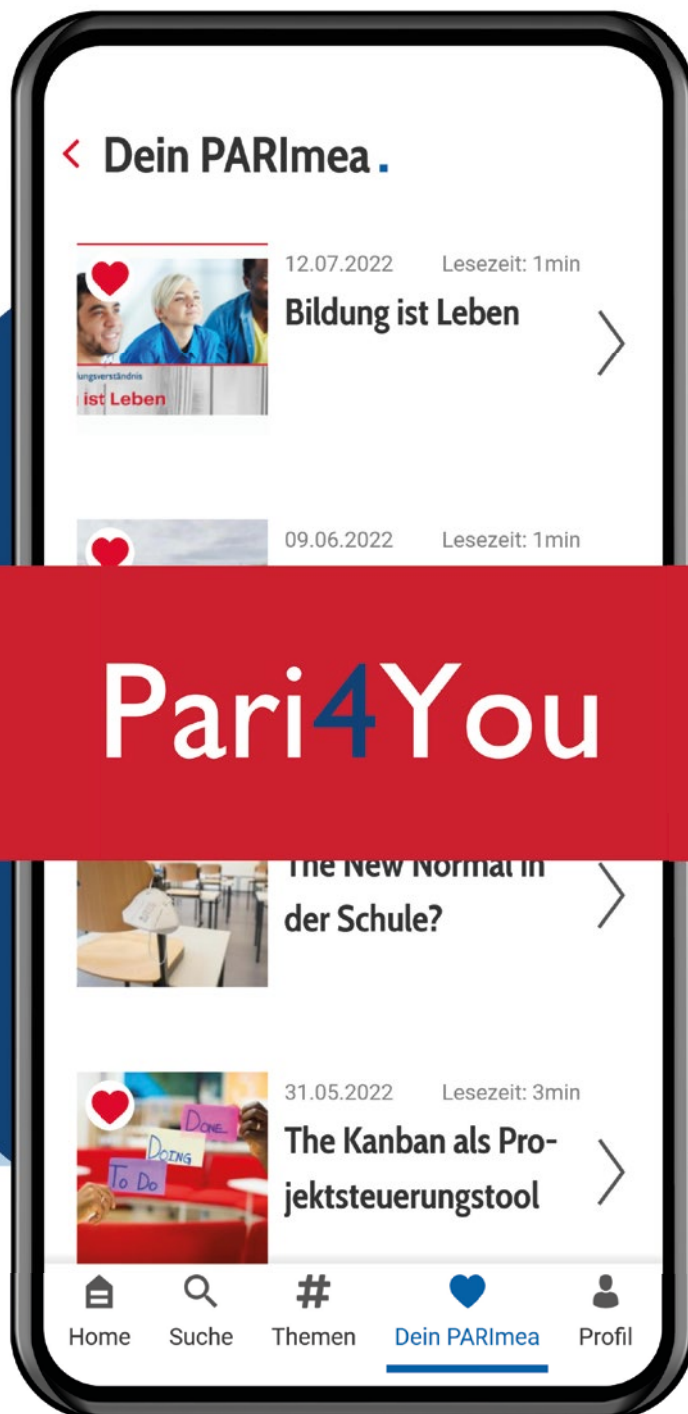 Dein PARImea.
12.07.2022 Lesezeit: 1min
Bildung ist Leben
ungsverständnis
ist Leben
09.06.2022 Lesezeit: 1min
Pari4You
The New Normal in
der Schule?
31.05.2022 Lesezeit: 3min
The Kanban als Pro-
jektsteuerungstool
DONE
DOING
To Do
Home Suche Themen Dein PARImea Profil